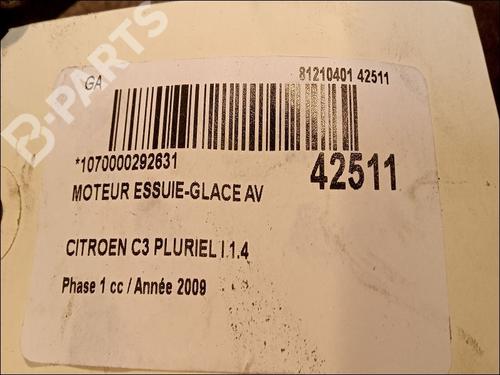 GA
81210401 42511
*1070000292631
42511
MOTEUR ESSUIE-GLACE AV
CITROEN C3 PLURIEL I 1.4
Phase 1 cc / Année 2009
B-PARTS